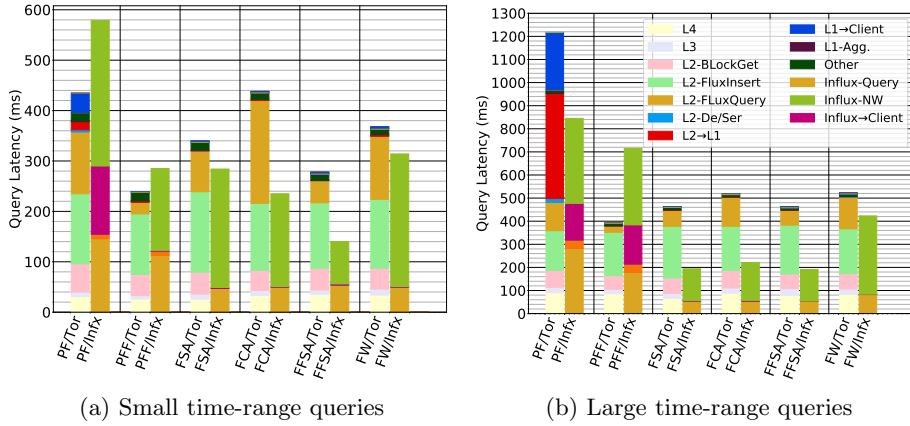 Query Latency (ms)
600
500
400
300
200
100
0
PF/Tor
PF/Infx
PFF/Tor
PFF/Infx
FSA/Tor
FSA/Infx
FCA/Tor
FCA/Infx
FFSA/Tor
FFSA/Infx
FW/Tor
FW/Infx
(a) Small time-range queries
Query Latency (ms)
1300
1200
1100
1000
900
800
700
600
500
400
300
200
100
0
L4
L3
L2-BLockGet
L2-FluxInsert
L2-FLuxQuery
L2-De/Ser
L2→L1
L1→Client
L1-Agg.
Other
Influx-Query
Influx-NW
Influx→Client
PF/Tor
PF/Infx
PFF/Tor
PFF/Infx
FSA/Tor
FSA/Infx
FCA/Tor
FCA/Infx
FFSA/Tor
FFSA/Infx
FW/Tor
FW/Infx
(b) Large time-range queries